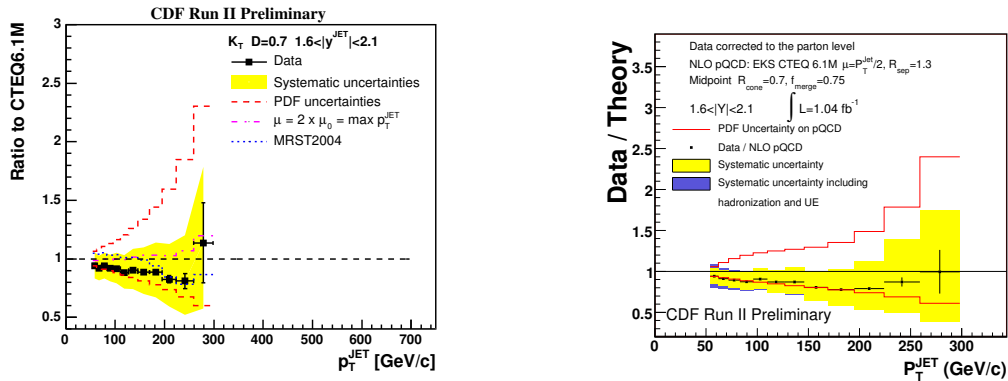 CDF Run II Preliminary
Ratio to CTEQ6.1M
K_T D=0.7 1.6<|y^JET|<2.1
Data
Systematic uncertainties
PDF uncertainties
μ = 2 x μ_0 = max p_T^JET
MRST2004
3
2.5
2
1.5
1
0.5
0 100 200 300 400 500 600 700
p_T^JET [GeV/c]
Data / Theory
Data corrected to the parton level
NLO pQCD: EKS CTEQ 6.1M μ=P_T^Jet/2, R_sep=1.3
Midpoint R_cone=0.7, f_merge=0.75
1.6<|Y|<2.1 ∫ L=1.04 fb^-1
PDF Uncertainty on pQCD
Data / NLO pQCD
Systematic uncertainty
Systematic uncertainty including
hadronization and UE
3.5
3
2.5
2
1.5
1
0.5
CDF Run II Preliminary
0 50 100 150 200 250 300
P_T^JET (GeV/c)